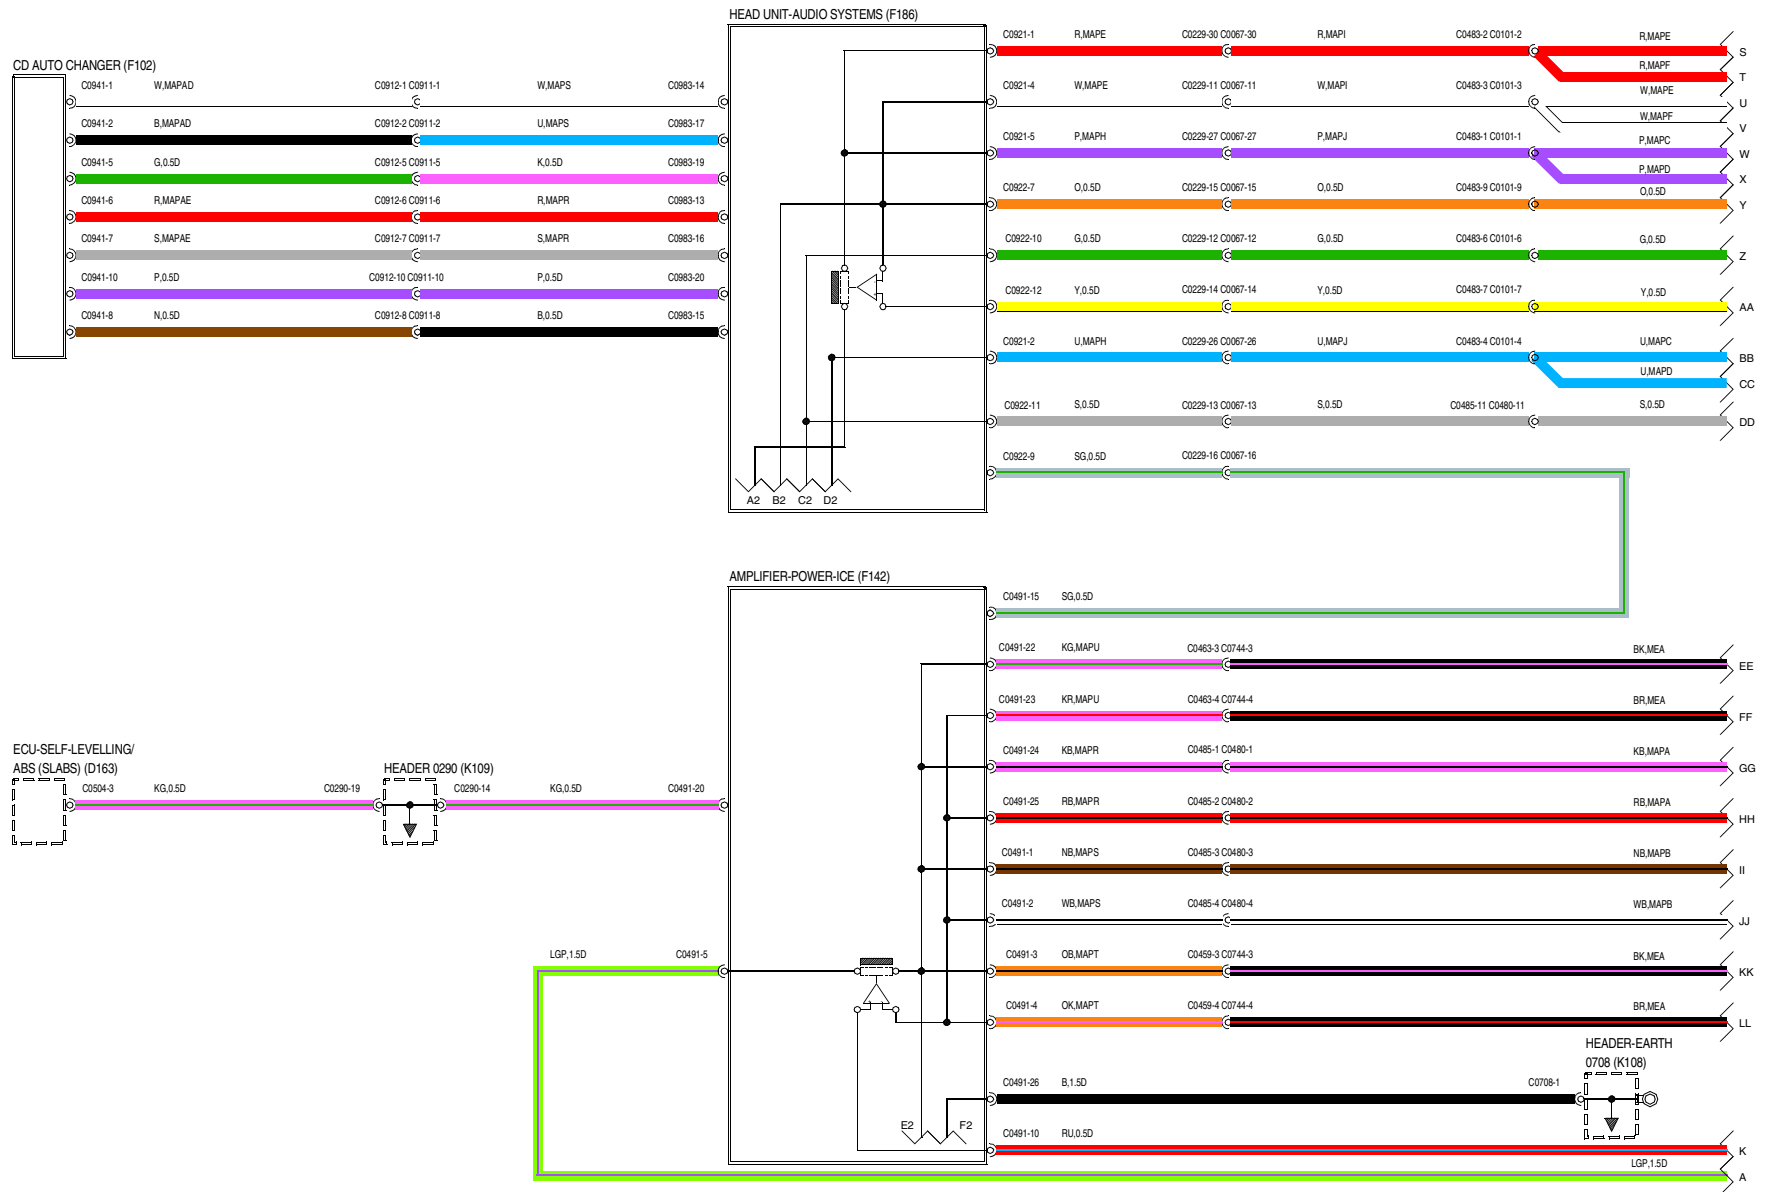 HEAD UNIT-AUDIO SYSTEMS (F186)
CD AUTO CHANGER (F102)
C0941-1 W,MAPAD C0912-1 C0911-1 W,MAPS C0983-14
C0941-2 B,MAPAD C0912-2 C0911-2 U,MAPS C0983-17
C0941-5 G,0.5D C0912-5 C0911-5 K,0.5D C0983-19
C0941-6 R,MAPAE C0912-6 C0911-6 R,MAPR C0983-13
C0941-7 S,MAPAE C0912-7 C0911-7 S,MAPR C0983-16
C0941-10 P,0.5D C0912-10 C0911-10 P,0.5D C0983-20
C0941-8 N,0.5D C0912-8 C0911-8 B,0.5D C0983-15
C0921-1 R,MAPE C0229-30 C0067-30 R,MAPI C0483-2 C0101-2 R,MAPE S
R,MAPF T
C0921-4 W,MAPE C0229-11 C0067-11 W,MAPI C0483-3 C0101-3 W,MAPE U
W,MAPF V
C0921-5 P,MAPH C0229-27 C0067-27 P,MAPJ C0483-1 C0101-1 P,MAPC W
P,MAPD X
C0922-7 O,0.5D C0229-15 C0067-15 O,0.5D C0483-9 C0101-9 O,0.5D Y
C0922-10 G,0.5D C0229-12 C0067-12 G,0.5D C0483-6 C0101-6 G,0.5D Z
C0922-12 Y,0.5D C0229-14 C0067-14 Y,0.5D C0483-7 C0101-7 Y,0.5D AA
C0921-2 U,MAPH C0229-26 C0067-26 U,MAPJ C0483-4 C0101-4 U,MAPC BB
U,MAPD CC
C0922-11 S,0.5D C0229-13 C0067-13 S,0.5D C0485-11 C0480-11 S,0.5D DD
C0922-9 SG,0.5D C0229-16 C0067-16
A2 B2 C2 D2
AMPLIFIER-POWER-ICE (F142)
C0491-15 SG,0.5D
C0491-22 KG,MAPU C0463-3 C0744-3 BK,MEA EE
C0491-23 KR,MAPU C0463-4 C0744-4 BR,MEA FF
C0491-24 KB,MAPR C0485-1 C0480-1 KB,MAPA GG
C0491-25 RB,MAPR C0485-2 C0480-2 RB,MAPA HH
C0491-1 NB,MAPS C0485-3 C0480-3 NB,MAPB II
C0491-2 WB,MAPS C0485-4 C0480-4 WB,MAPB JJ
C0491-3 OB,MAPT C0459-3 C0744-3 BK,MEA KK
C0491-4 OK,MAPT C0459-4 C0744-4 BR,MEA LL
ECU-SELF-LEVELLING/
ABS (SLABS) (D163)
HEADER 0290 (K109)
C0504-3 KG,0.5D C0290-19 C0290-14 KG,0.5D C0491-20
LGP,1.5D C0491-5
HEADER-EARTH
0708 (K108)
C0491-26 B,1.5D C0708-1
E2 F2
C0491-10 RU,0.5D K
LGP,1.5D A